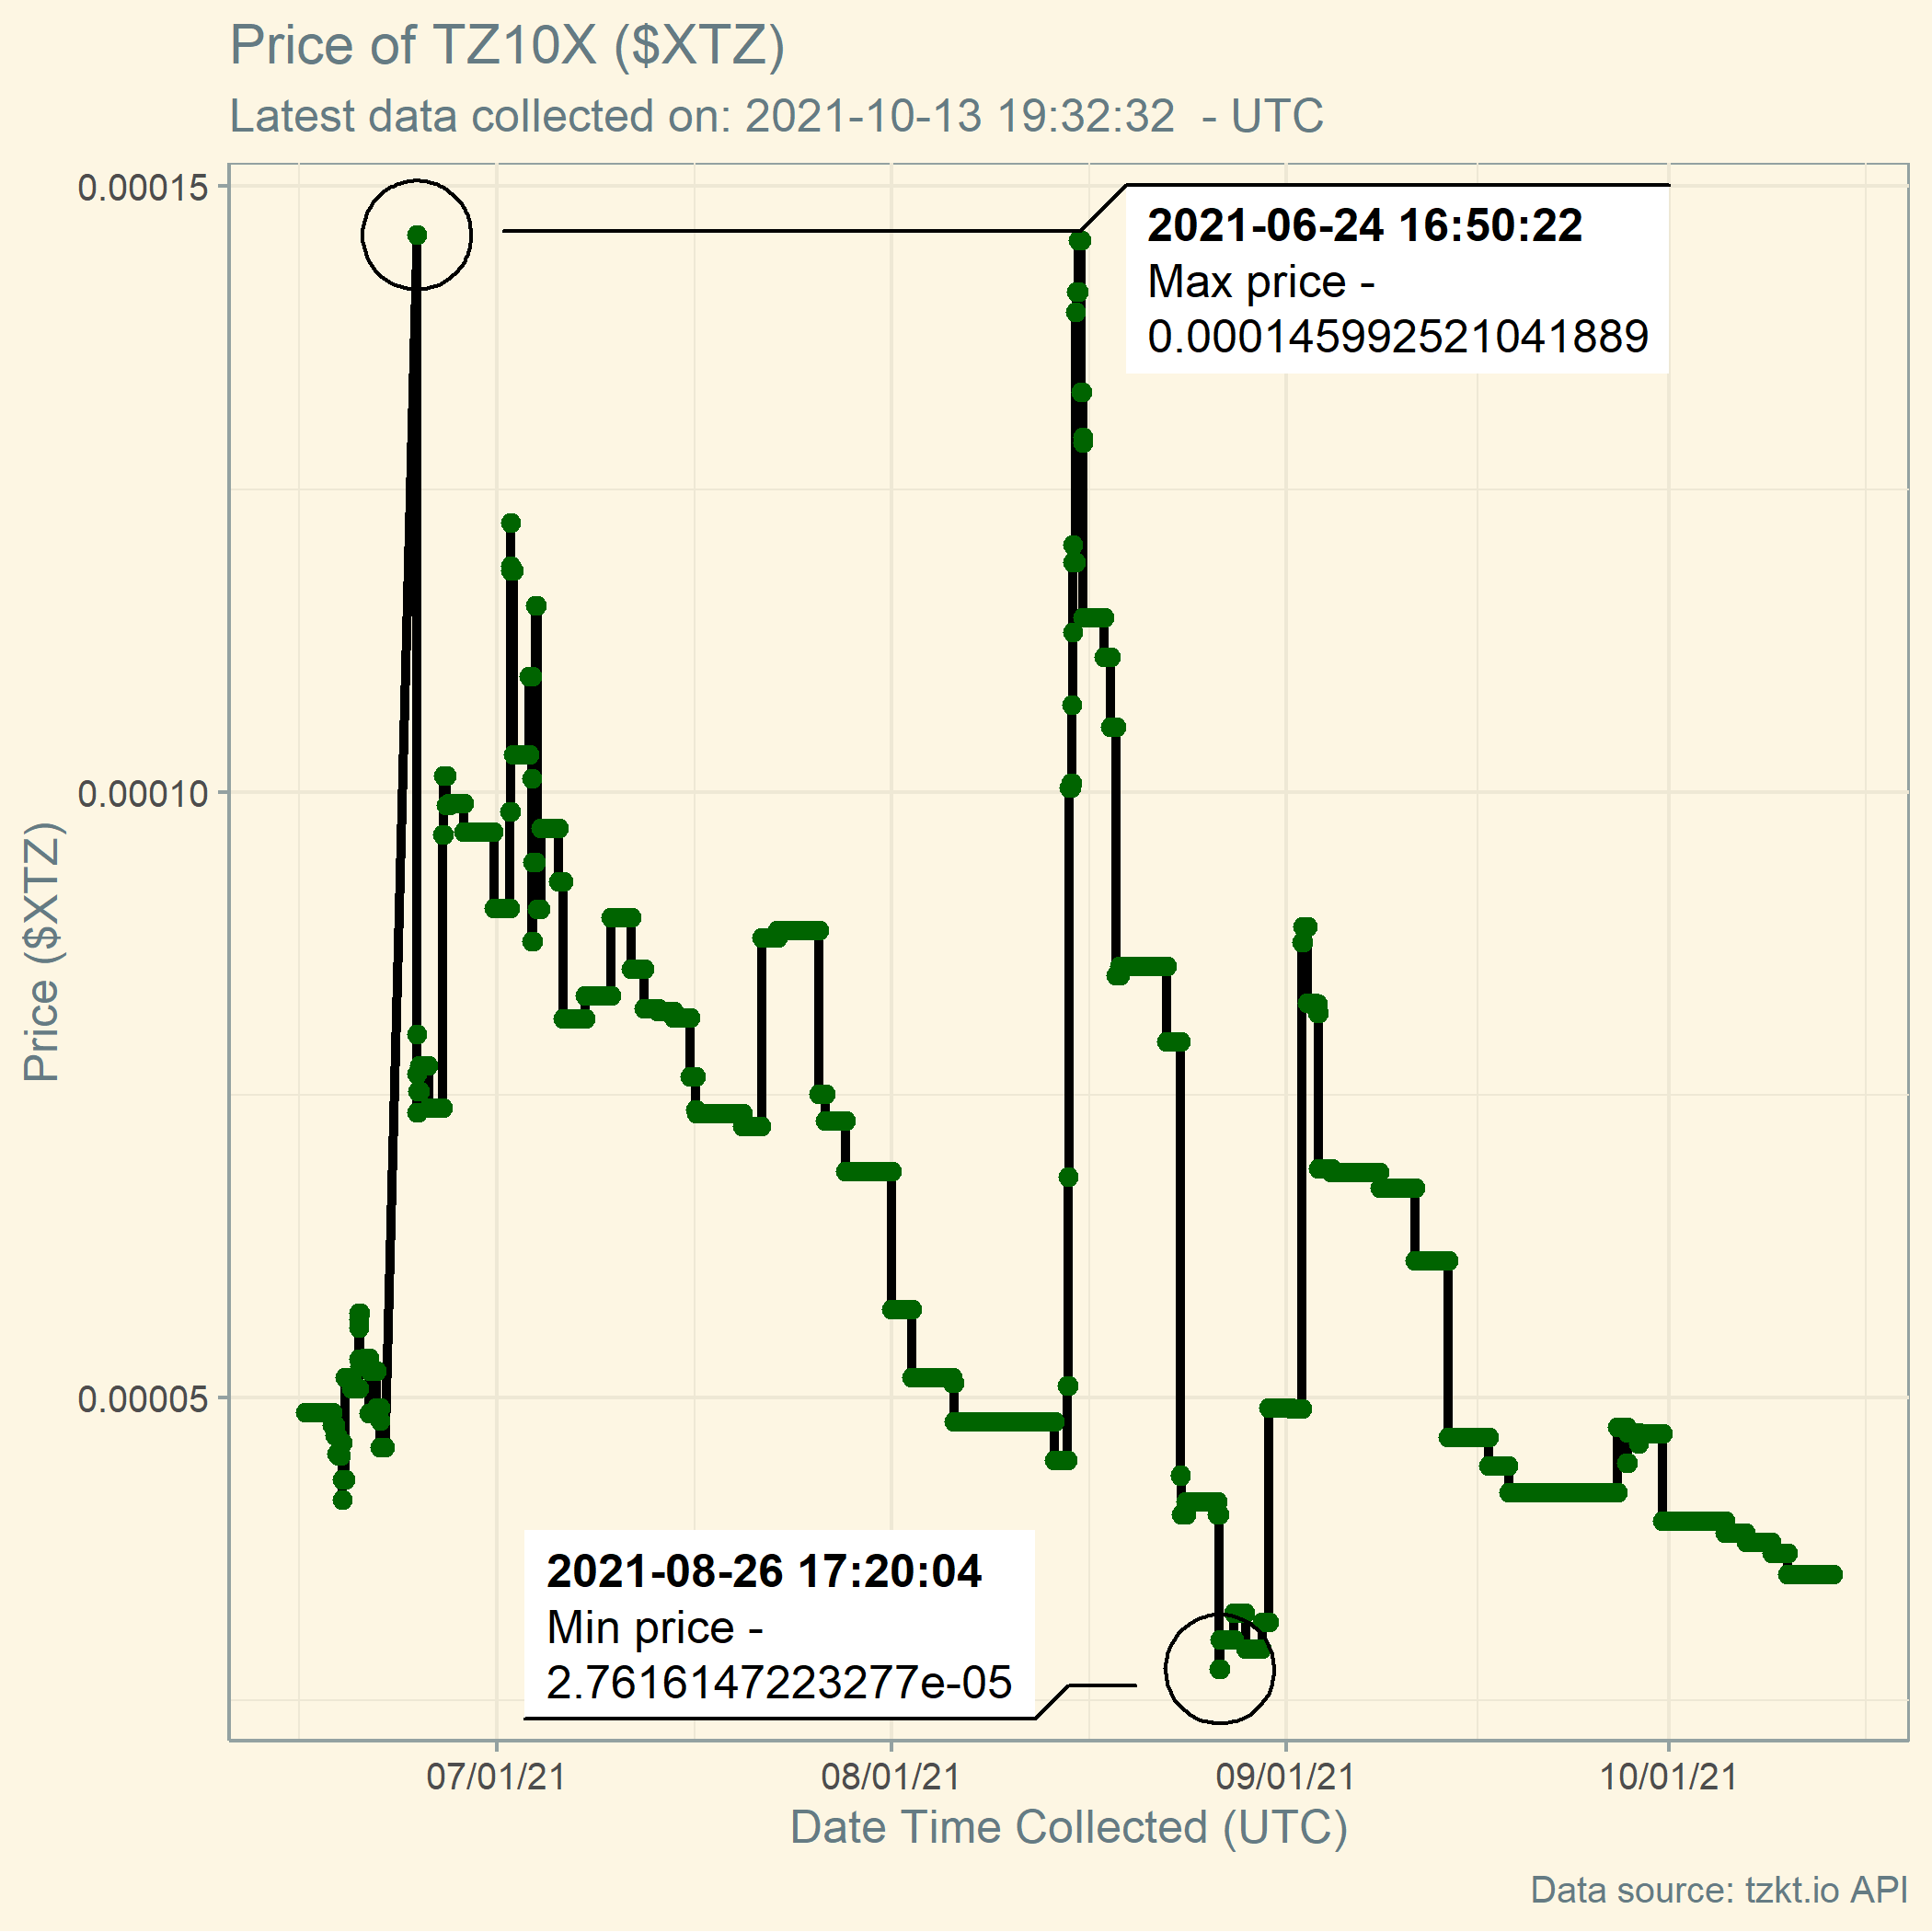 Price of TZ10X ($XTZ)
Latest data collected on: 2021-10-13 19:32:32  - UTC
0.00015
2021-06-24 16:50:22
Max price -
0.000145992521041889
0.00010
Price ($XTZ)
0.00005
2021-08-26 17:20:04
Min price -
2.7616147223277e-05
07/01/21 08/01/21 09/01/21 10/01/21
Date Time Collected (UTC)
Data source: tzkt.io API